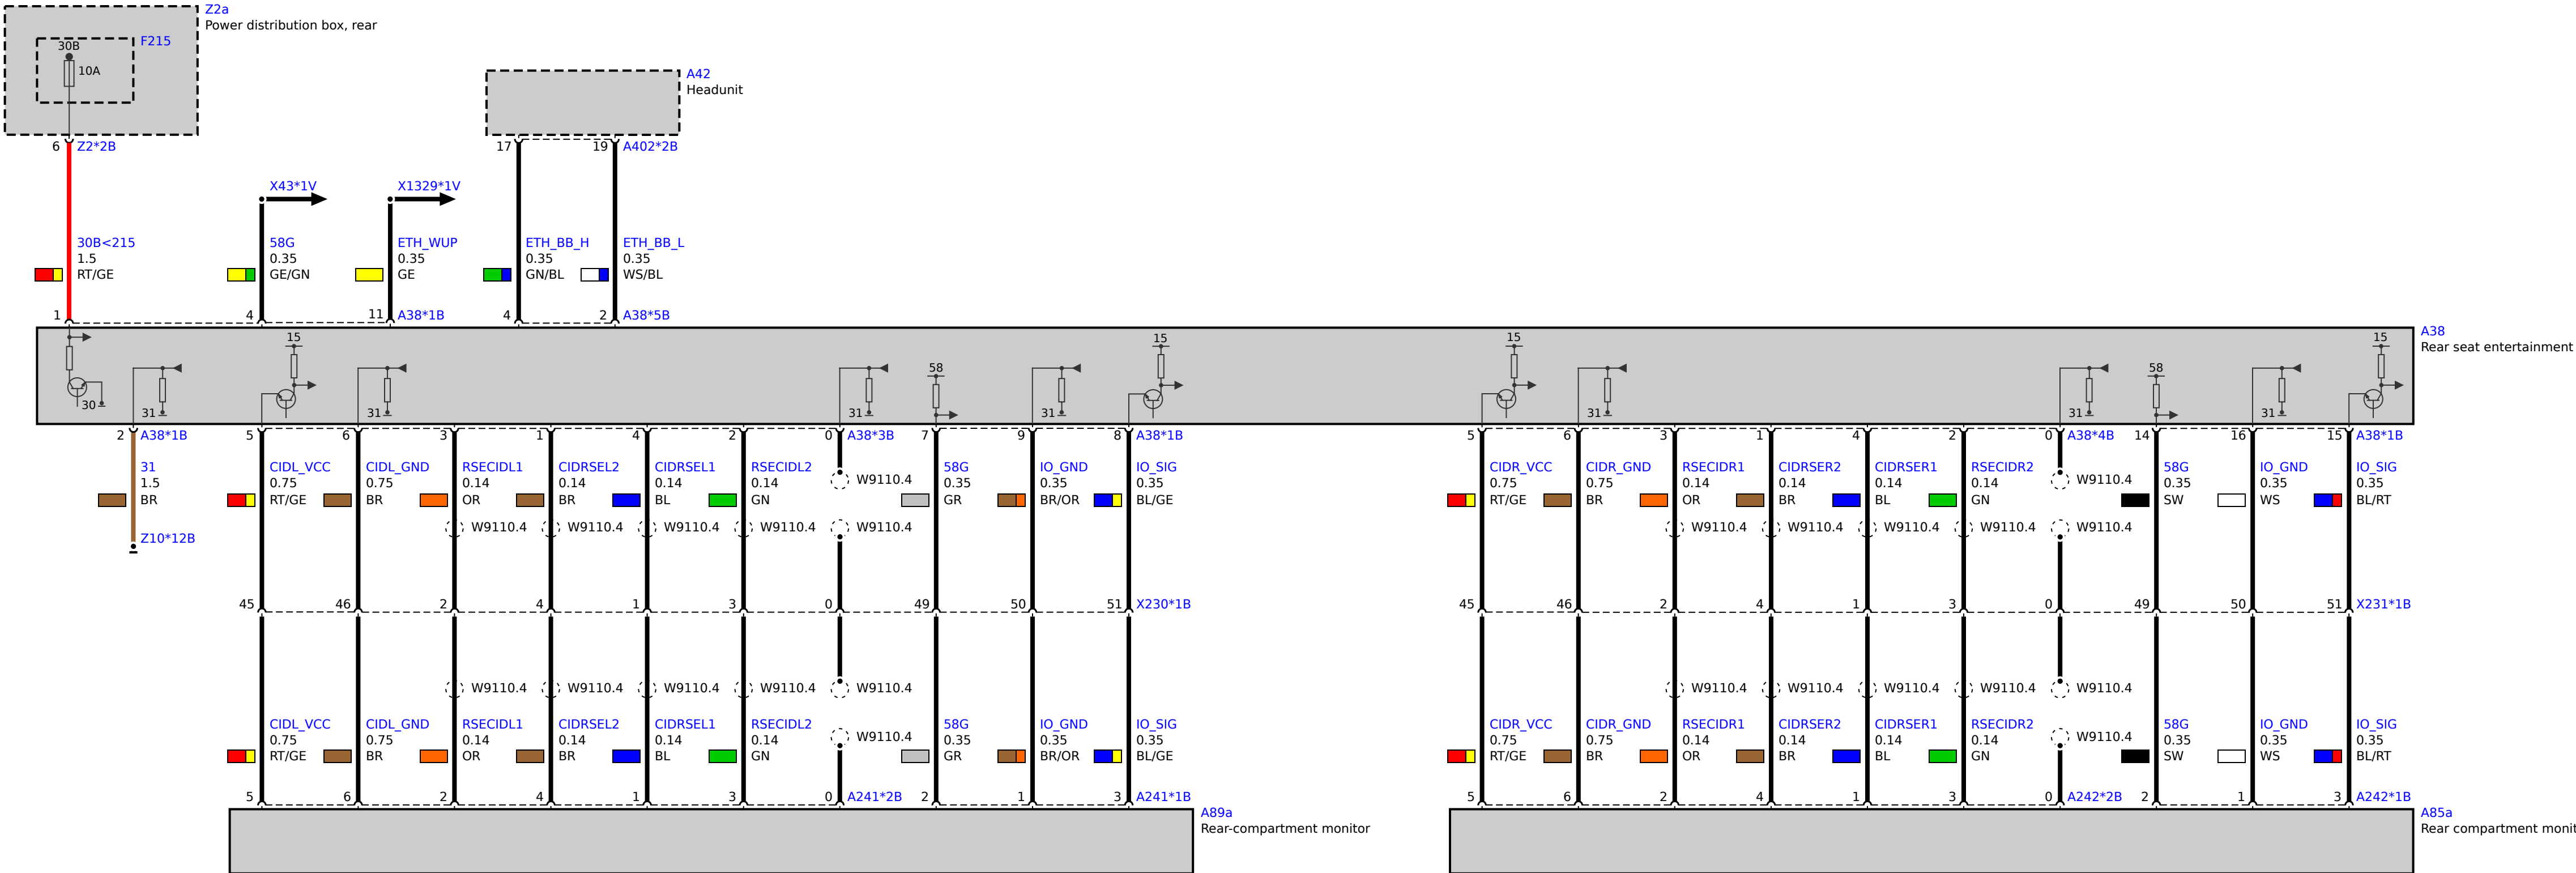 Z2a
Power distribution box, rear
30B
F215
10A
A42
Headunit
6 Z2*2B
17 19 A402*2B
X43*1V X1329*1V
30B<215 58G ETH_WUP ETH_BB_H ETH_BB_L
1.5 0.35 0.35 0.35 0.35
RT/GE GE/GN GE GN/BL WS/BL
1 4 11 A38*1B 4 2 A38*5B
A38
Rear seat entertainment
15 15 15 15
58 58
30 31 31 31 31 31 31 31
2 A38*1B 5 6 3 1 4 2 0 A38*3B 7 9 8 A38*1B 5 6 3 1 4 2 0 A38*4B 14 16 15 A38*1B
31 CIDL_VCC CIDL_GND RSECIDL1 CIDRSEL2 CIDRSEL1 RSECIDL2 58G IO_GND IO_SIG CIDR_VCC CIDR_GND RSECIDR1 CIDRSER2 CIDRSER1 RSECIDR2 58G IO_GND IO_SIG
1.5 0.75 0.75 0.14 0.14 0.14 0.14 W9110.4 0.35 0.35 0.35 0.75 0.75 0.14 0.14 0.14 0.14 W9110.4 0.35 0.35 0.35
BR RT/GE BR OR BR BL GN GR BR/OR BL/GE RT/GE BR OR BR BL GN SW WS BL/RT
W9110.4 W9110.4 W9110.4 W9110.4 W9110.4 W9110.4 W9110.4 W9110.4 W9110.4 W9110.4
Z10*12B
45 46 2 4 1 3 0 49 50 51 X230*1B 45 46 2 4 1 3 0 49 50 51 X231*1B
W9110.4 W9110.4 W9110.4 W9110.4 W9110.4 W9110.4 W9110.4 W9110.4 W9110.4 W9110.4
CIDL_VCC CIDL_GND RSECIDL1 CIDRSEL2 CIDRSEL1 RSECIDL2 58G IO_GND IO_SIG CIDR_VCC CIDR_GND RSECIDR1 CIDRSER2 CIDRSER1 RSECIDR2 58G IO_GND IO_SIG
0.75 0.75 0.14 0.14 0.14 0.14 W9110.4 0.35 0.35 0.35 0.75 0.75 0.14 0.14 0.14 0.14 W9110.4 0.35 0.35 0.35
RT/GE BR OR BR BL GN GR BR/OR BL/GE RT/GE BR OR BR BL GN SW WS BL/RT
5 6 2 4 1 3 0 A241*2B 2 1 3 A241*1B 5 6 2 4 1 3 0 A242*2B 2 1 3 A242*1B
A89a
Rear-compartment monitor
A85a
Rear compartment monit